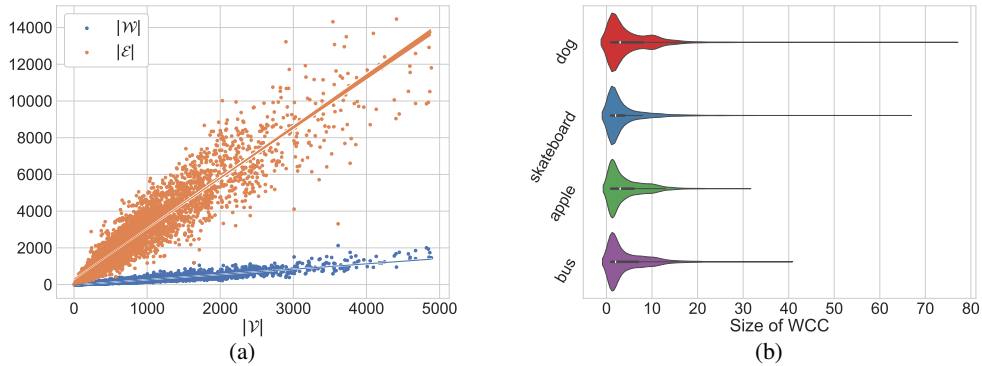 14000
12000
10000
8000
6000
4000
2000
0
|𝒲|
|ℰ|
0 1000 2000 3000 4000 5000
|𝒱|
(a)
dog
skateboard
apple
bus
0 10 20 30 40 50 60 70 80
Size of WCC
(b)